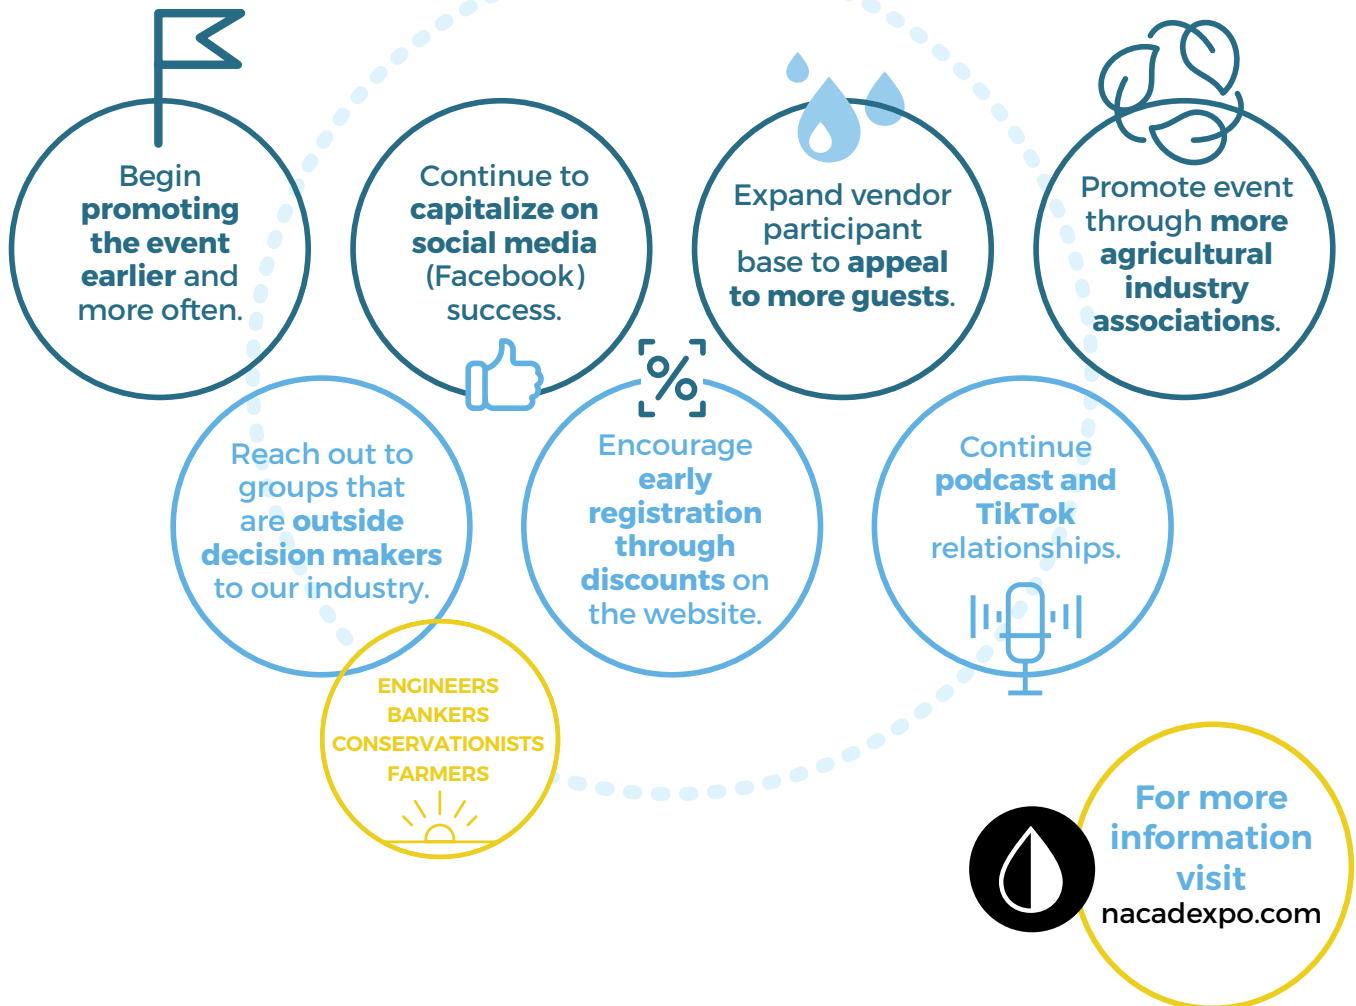 Begin
promoting
the event
earlier and
more often.
Continue to
capitalize on
social media
(Facebook)
success.
Expand vendor
participant
base to appeal
to more guests.
Promote event
through more
agricultural
industry
associations.
Reach out to
groups that
are outside
decision makers
to our industry.
ENGINEERS
BANKERS
CONSERVATIONISTS
FARMERS
%
Encourage
early
registration
through
discounts on
the website.
Continue
podcast and
TikTok
relationships.
For more
information
visit
nacadexpo.com